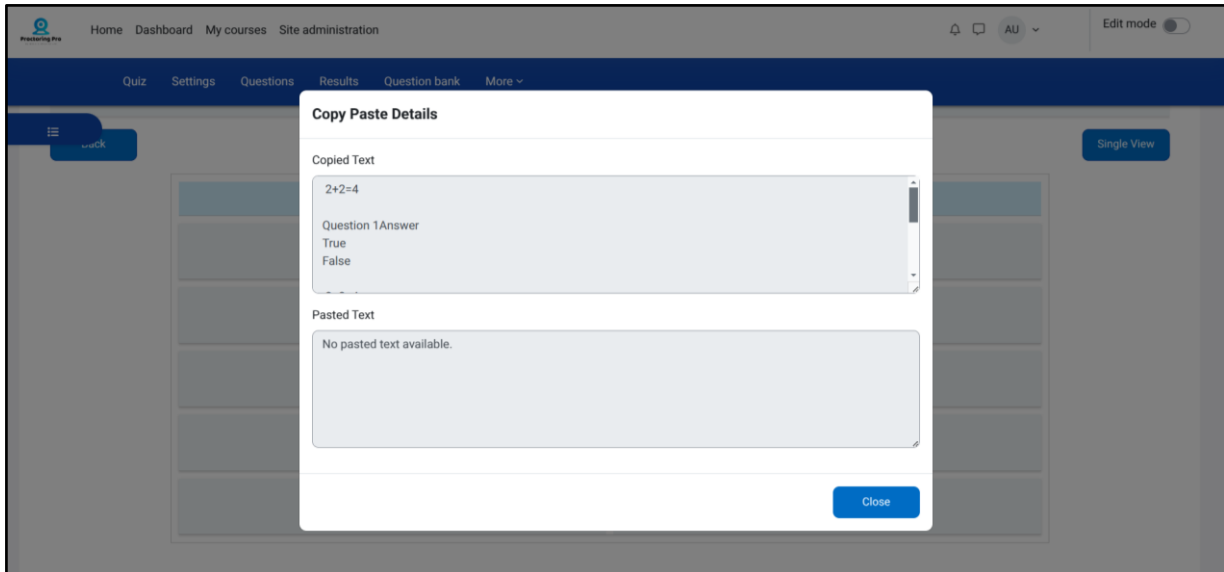 Proctoring Pro
Home Dashboard My courses Site administration
AU
Edit mode
Quiz Settings Questions Results Question bank More
Back
Single View
Copy Paste Details
Copied Text
2+2=4
Question 1Answer
True
False
Pasted Text
No pasted text available.
Close